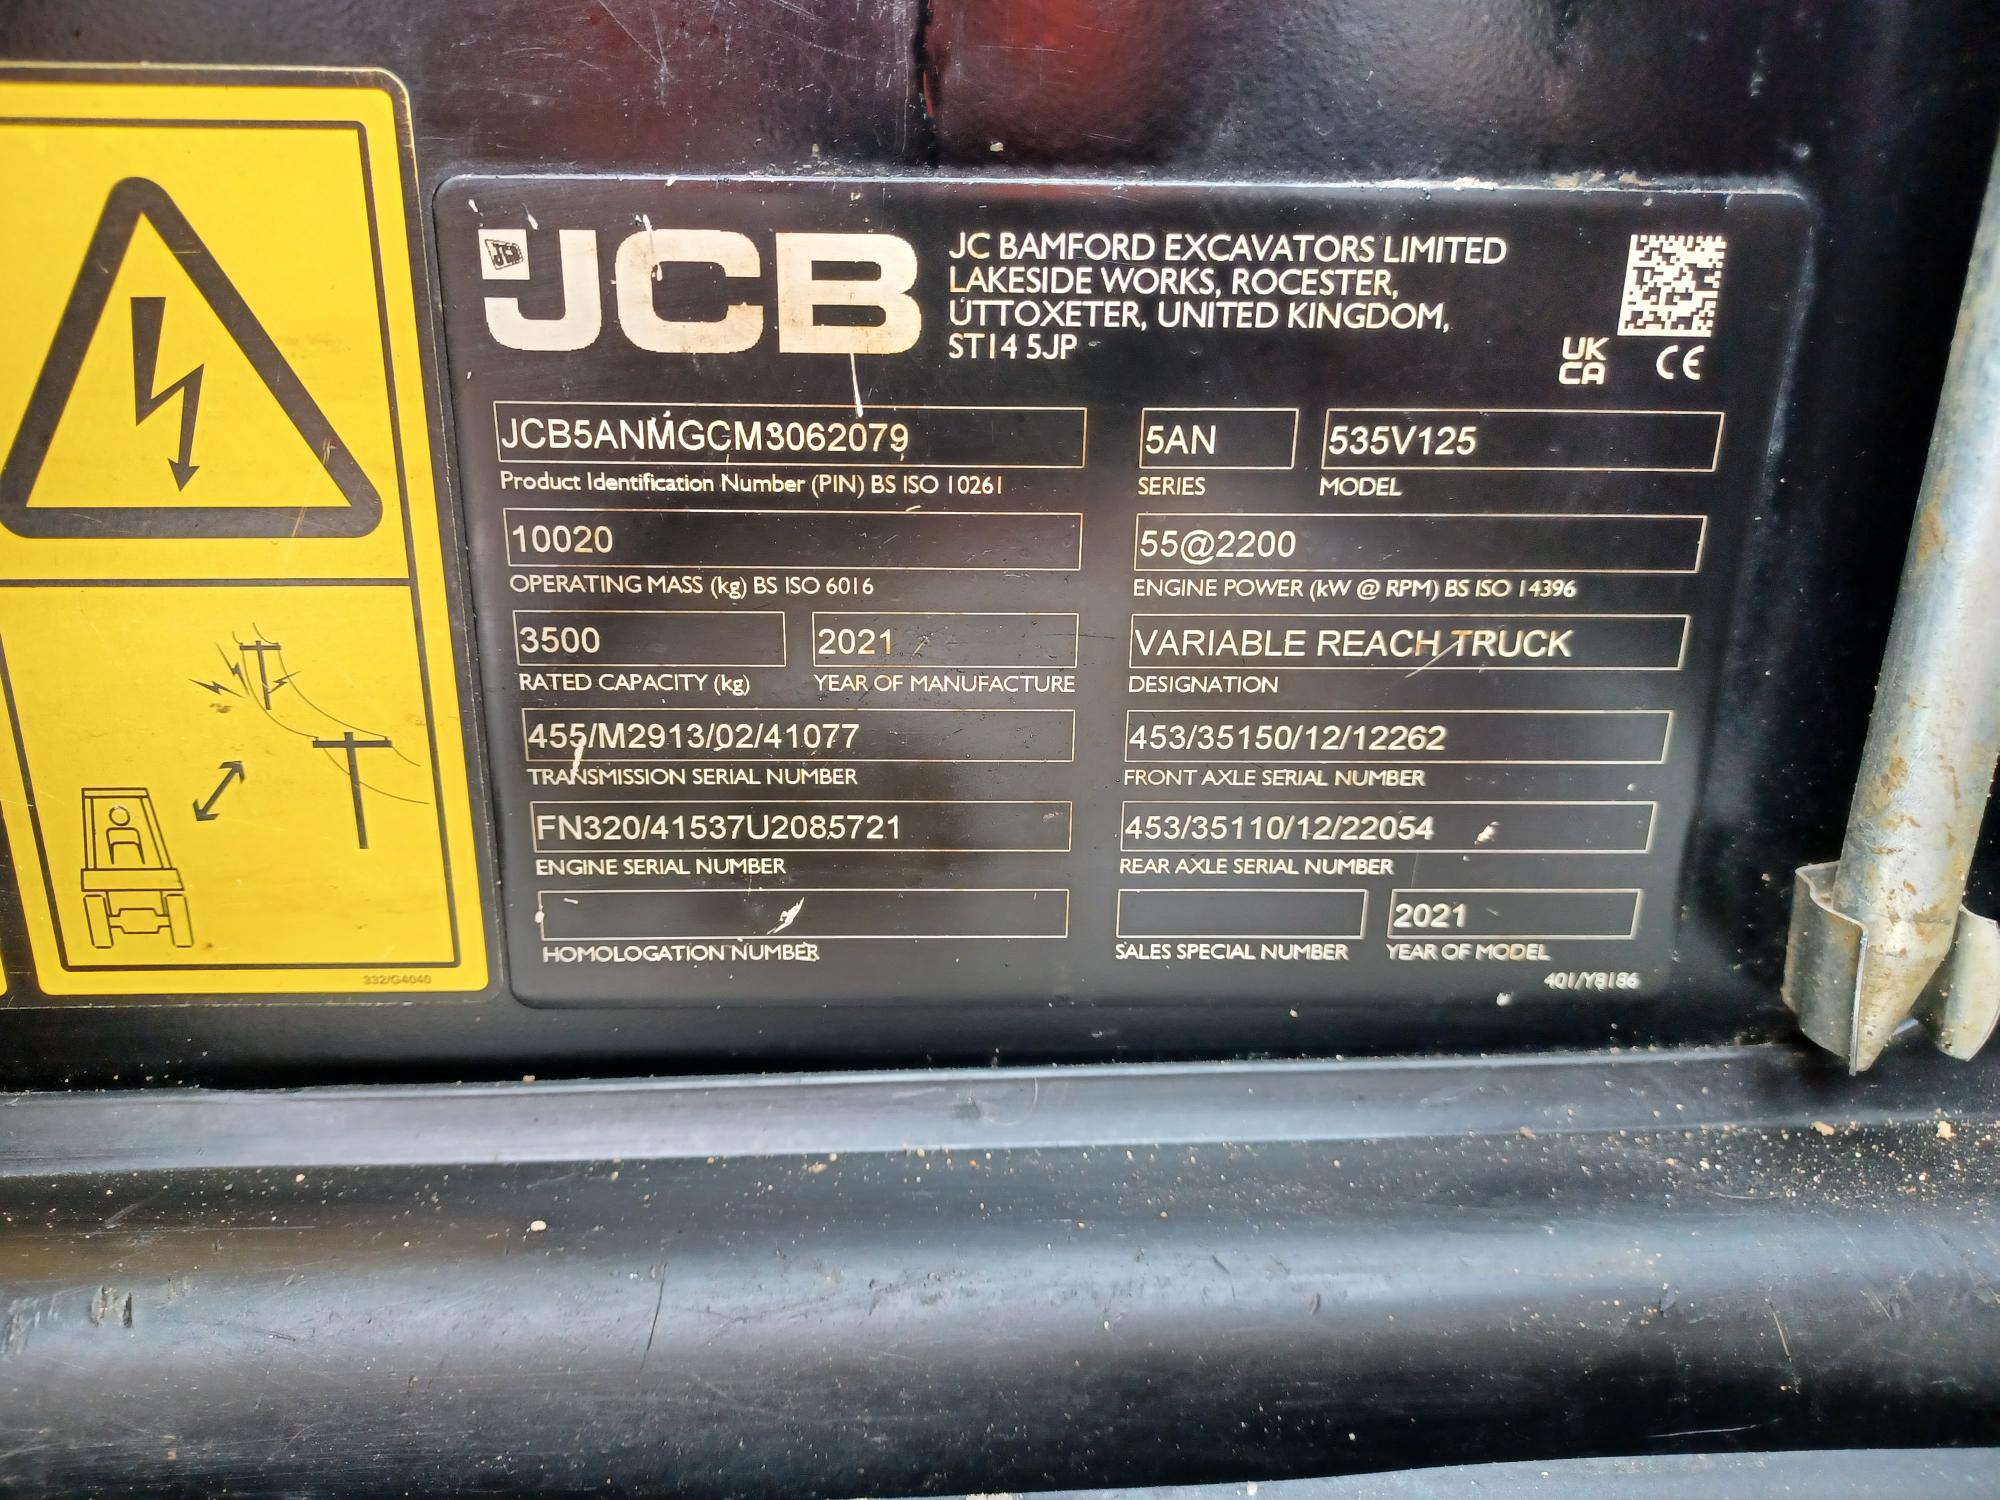 JCB
JC BAMFORD EXCAVATORS LIMITED
LAKESIDE WORKS, ROCESTER,
UTTOXETER, UNITED KINGDOM,
ST14 5JP
UK
CA
CE
JCB5ANMGCM3062079
Product Identification Number (PIN) BS ISO 10261
5AN
SERIES
535V125
MODEL
10020
OPERATING MASS (kg) BS ISO 6016
55@2200
ENGINE POWER (kW @ RPM) BS ISO 14396
3500
RATED CAPACITY (kg)
2021
YEAR OF MANUFACTURE
VARIABLE REACH TRUCK
DESIGNATION
455/M2913/02/41077
TRANSMISSION SERIAL NUMBER
453/35150/12/12262
FRONT AXLE SERIAL NUMBER
FN320/41537U2085721
ENGINE SERIAL NUMBER
453/35110/12/22054
REAR AXLE SERIAL NUMBER
HOMOLOGATION NUMBER
SALES SPECIAL NUMBER
2021
YEAR OF MODEL
401/Y8186
332/G4040